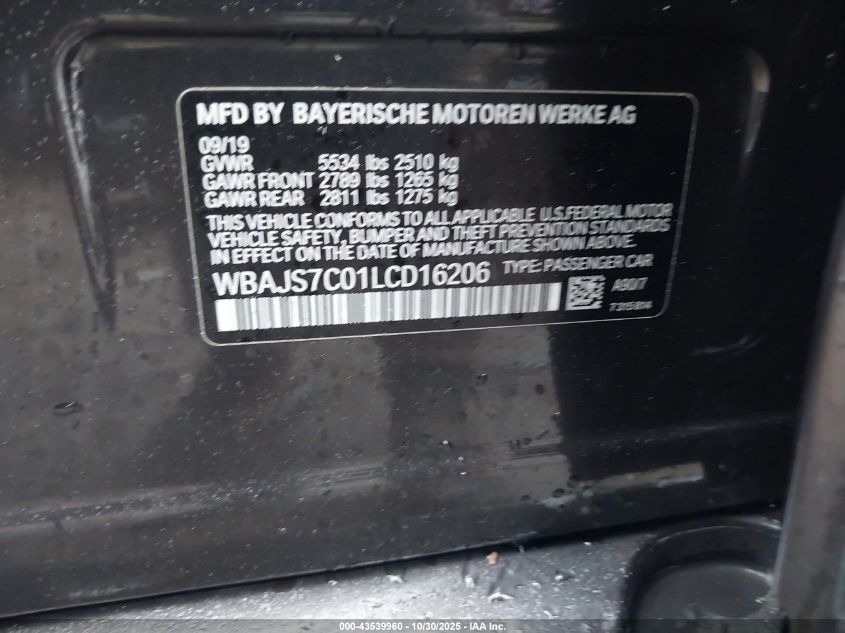 MFD BY BAYERISCHE MOTOREN WERKE AG
09/19
GVWR 5534 lbs 2510 kg
GAWR FRONT 2789 lbs 1265 kg
GAWR REAR 2811 lbs 1275 kg
THIS VEHICLE CONFORMS TO ALL APPLICABLE U.S.FEDERAL MOTOR
VEHICLE SAFETY, BUMPER AND THEFT PREVENTION STANDARDS
IN EFFECT ON THE DATE OF MANUFACTURE SHOWN ABOVE.
WBAJS7C01LCD16206 TYPE: PASSENGER CAR
A90/7
7315814
000-43539960 - 10/30/2025 - IAA Inc.